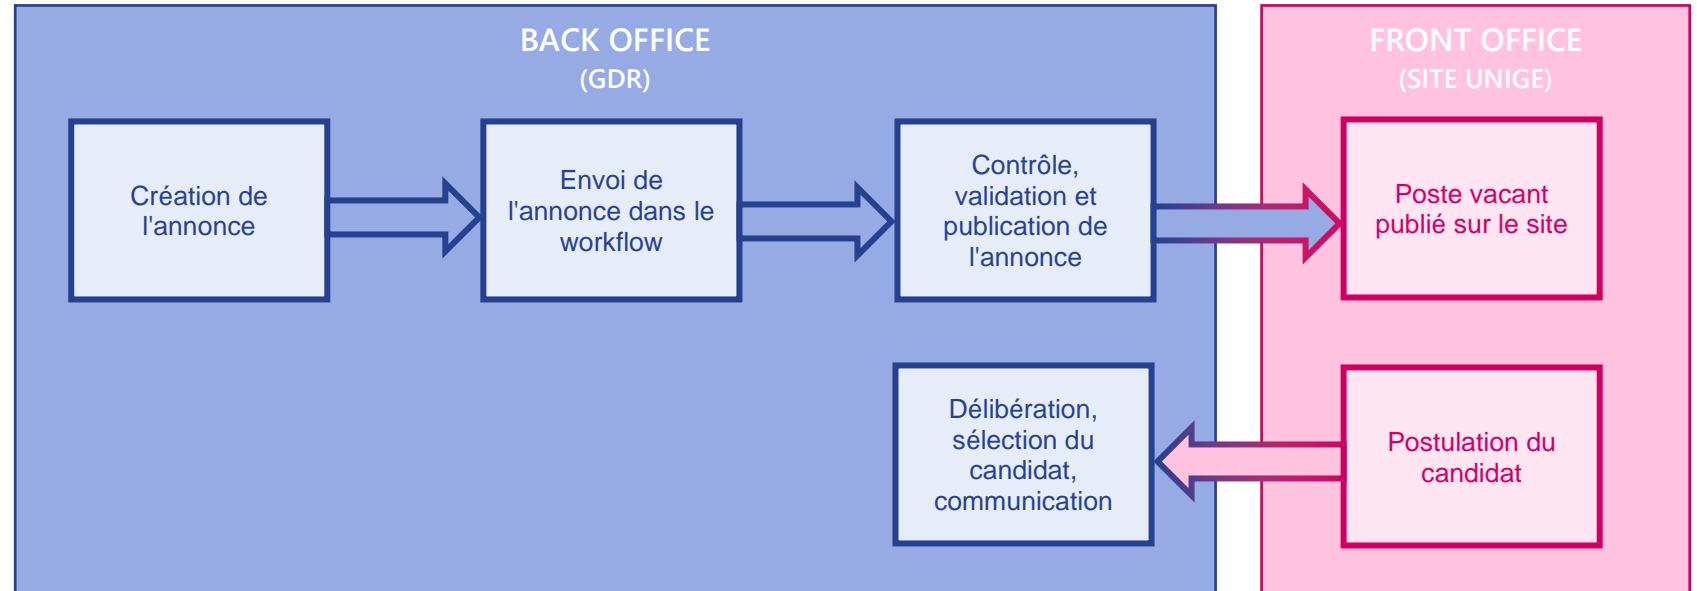 BACK OFFICE
(GDR)
FRONT OFFICE
(SITE UNIGE)
Création de
l'annonce
Envoi de
l'annonce dans le
workflow
Contrôle,
validation et
publication de
l'annonce
Poste vacant
publié sur le site
Délibération,
sélection du
candidat,
communication
Postulation du
candidat